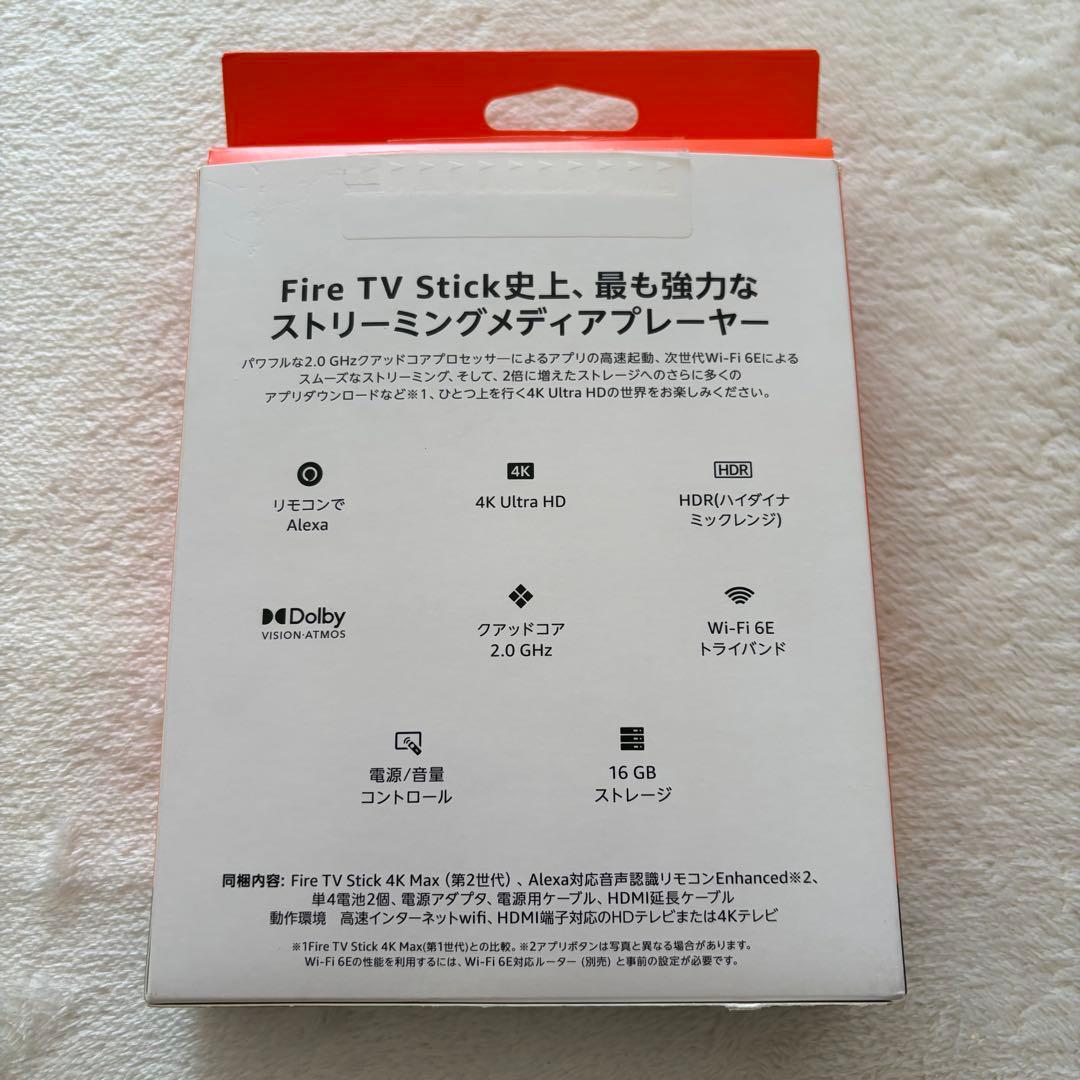 Fire TV Stick史上、最も強力な
ストリーミングメディアプレーヤー
パワフルな2.0 GHzクアッドコアプロセッサーによるアプリの高速起動、次世代Wi-Fi 6Eによる
スムーズなストリーミング、そして、2倍に増えたストレージへのさらに多くの
アプリダウンロードなど※1、ひとつ上を行く4K Ultra HDの世界をお楽しみください。
リモコンで
Alexa
4K
4K Ultra HD
HDR
HDR(ハイダイナ
ミックレンジ)
Dolby
VISION·ATMOS
クアッドコア
2.0 GHz
Wi-Fi 6E
トライバンド
電源/音量
コントロール
16 GB
ストレージ
同梱内容: Fire TV Stick 4K Max（第2世代）、Alexa対応音声認識リモコンEnhanced※2、
単4電池2個、電源アダプタ、電源用ケーブル、HDMI延長ケーブル
動作環境　高速インターネットwifi、HDMI端子対応のHDテレビまたは4Kテレビ
※1Fire TV Stick 4K Max(第1世代)との比較。※2アプリボタンは写真と異なる場合があります。
Wi-Fi 6Eの性能を利用するには、Wi-Fi 6E対応ルーター (別売) と事前の設定が必要です。